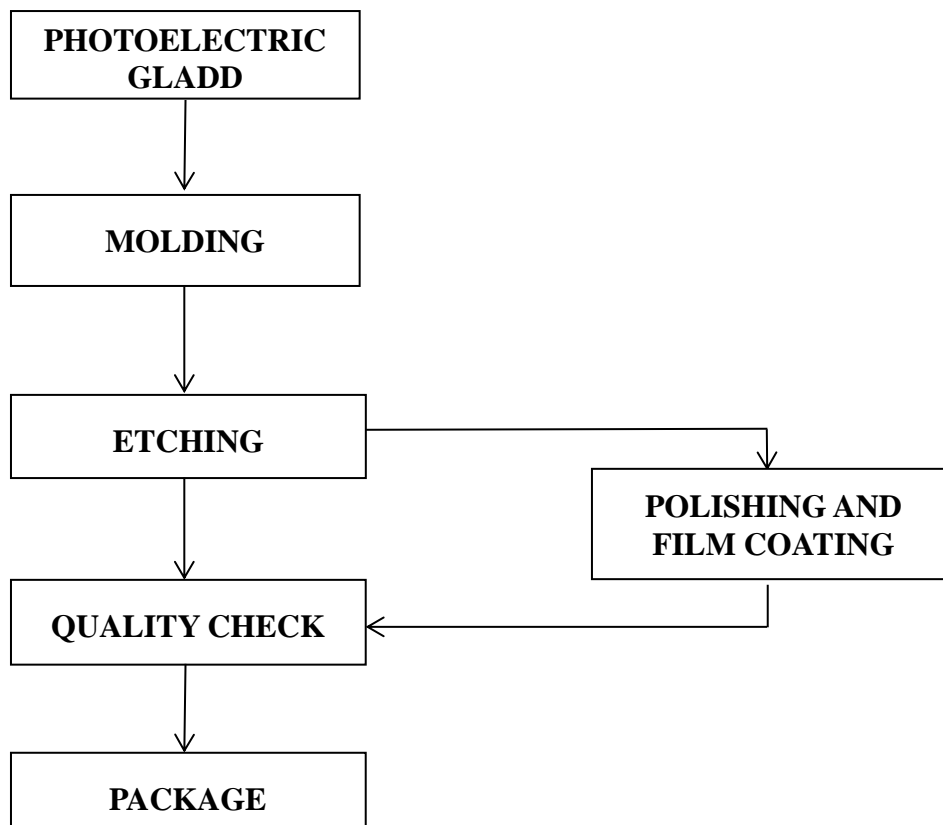 PHOTOELECTRIC
GLADD
MOLDING
ETCHING
POLISHING AND
FILM COATING
QUALITY CHECK
PACKAGE